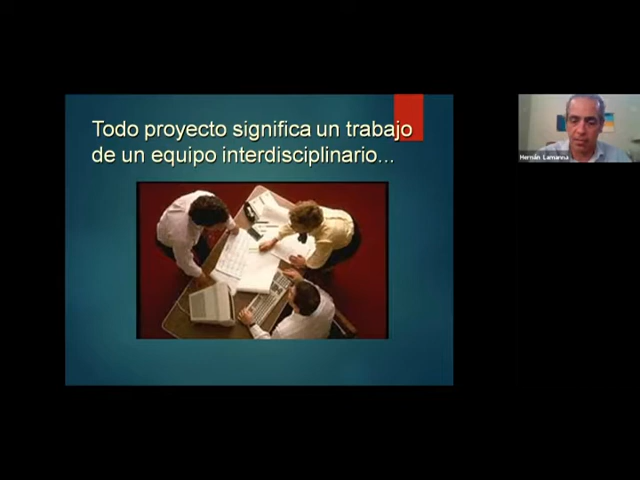 Todo proyecto significa un trabajo
de un equipo interdisciplinario...
Hernán Lamanna